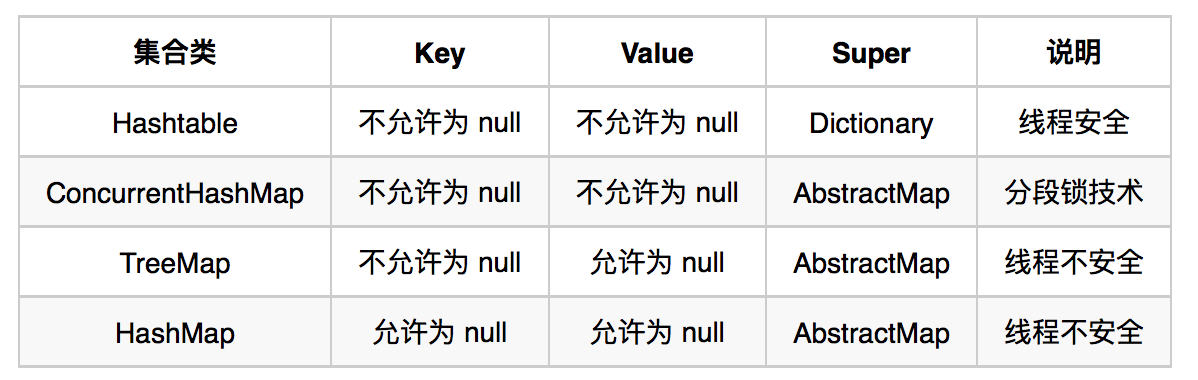 集合类 Key Value Super 说明
Hashtable 不允许为 null 不允许为 null Dictionary 线程安全
ConcurrentHashMap 不允许为 null 不允许为 null AbstractMap 分段锁技术
TreeMap 不允许为 null 允许为 null AbstractMap 线程不安全
HashMap 允许为 null 允许为 null AbstractMap 线程不安全